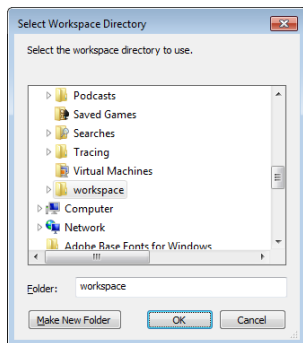 Select Workspace Directory
Select the workspace directory to use.
Podcasts
Saved Games
Searches
Tracing
Virtual Machines
workspace
Computer
Network
Adobe Base Fonts for Windows
Folder: workspace
Make New Folder OK Cancel